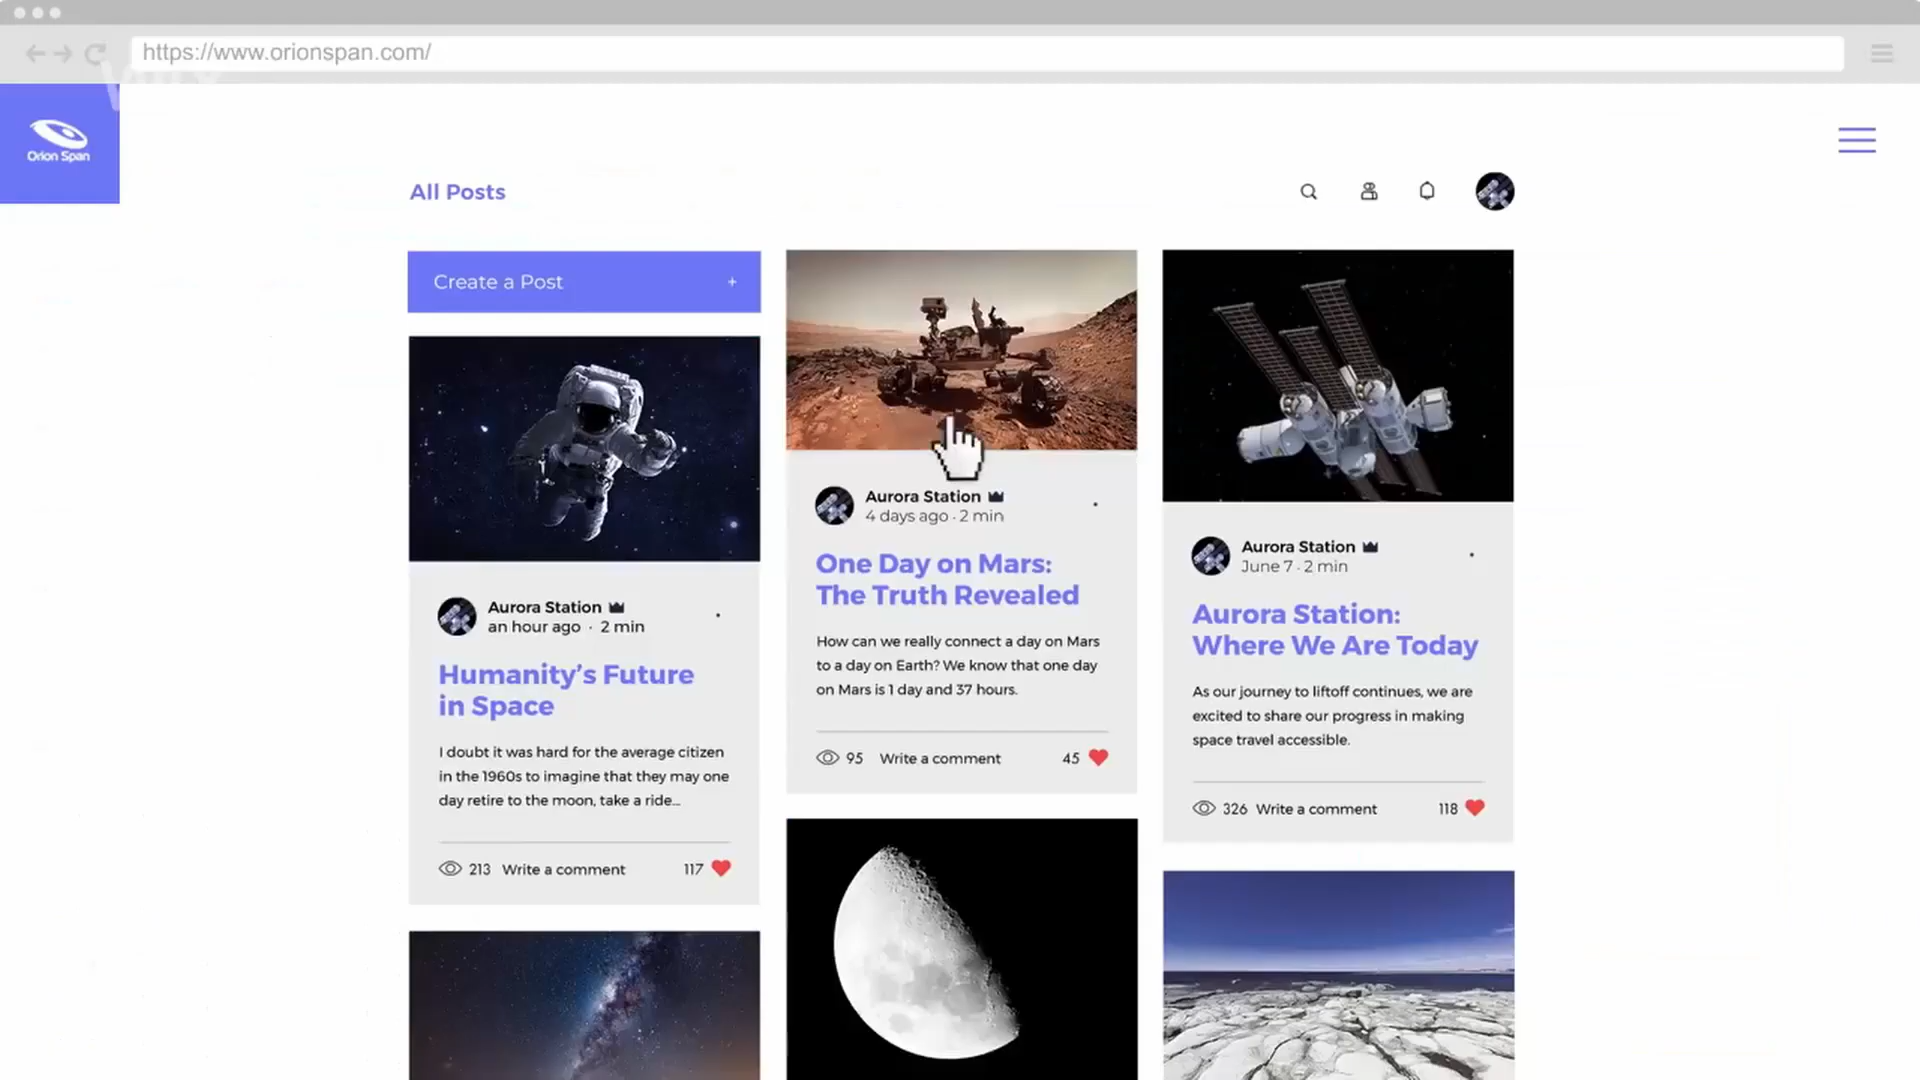 https://www.orionspan.com/
Orion Span
All Posts
Create a Post +
Aurora Station
an hour ago · 2 min
Humanity's Future
in Space
I doubt it was hard for the average citizen
in the 1960s to imagine that they may one
day retire to the moon, take a ride...
213 Write a comment 117
Aurora Station
4 days ago · 2 min
One Day on Mars:
The Truth Revealed
How can we really connect a day on Mars
to a day on Earth? We know that one day
on Mars is 1 day and 37 hours.
95 Write a comment 45
Aurora Station
June 7 · 2 min
Aurora Station:
Where We Are Today
As our journey to liftoff continues, we are
excited to share our progress in making
space travel accessible.
326 Write a comment 118